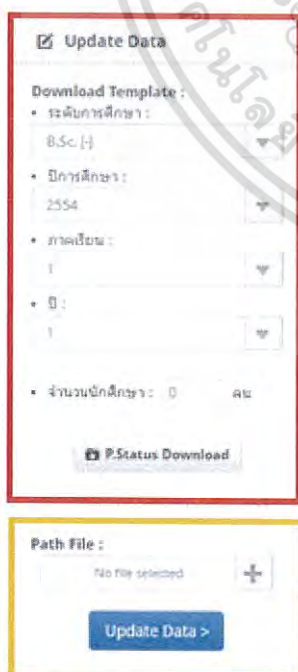 Update Data
Download Template :
• ระดับการศึกษา :
B.Sc. [-]
• ปีการศึกษา :
2554
• ภาคเรียน :
1
• ปี :
1
• จำนวนนักศึกษา : 0 คน
P.Status Download
Path File :
No file selected
Update Data >